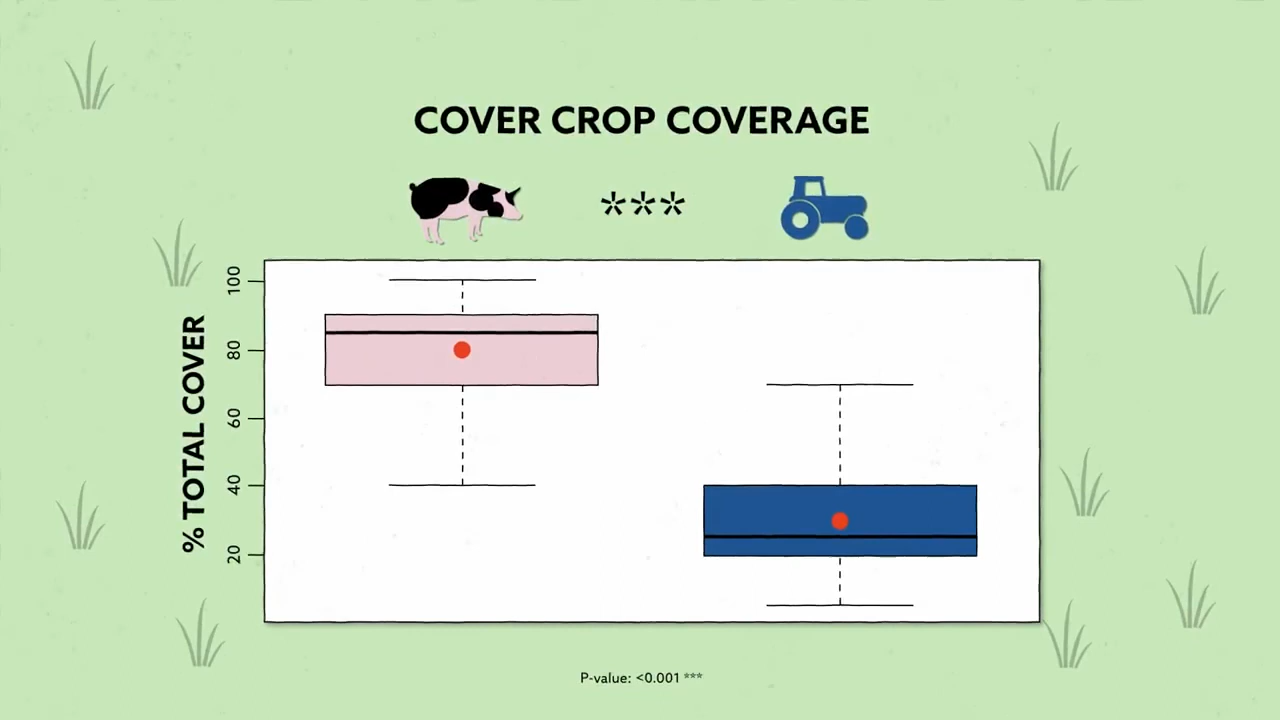 COVER CROP COVERAGE
***
% TOTAL COVER
100
80
60
40
20
P-value: <0.001 ***